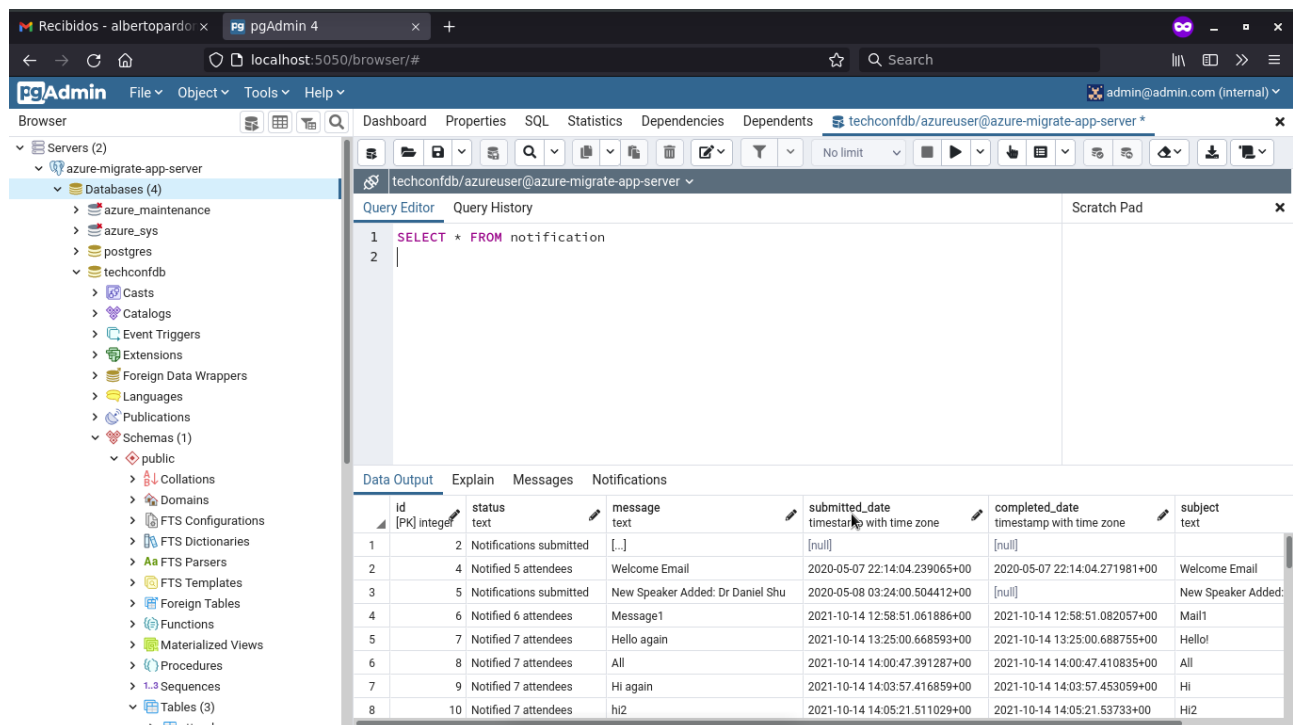 Recibidos - albertopardor
pgAdmin 4
localhost:5050/browser/#
Search
pgAdmin File Object Tools Help admin@admin.com (internal)
Browser
Dashboard Properties SQL Statistics Dependencies Dependents techconfdb/azureuser@azure-migrate-app-server *
No limit
techconfdb/azureuser@azure-migrate-app-server
Query Editor Query History Scratch Pad
1 SELECT * FROM notification
2
Servers (2)
azure-migrate-app-server
Databases (4)
azure_maintenance
azure_sys
postgres
techconfdb
Casts
Catalogs
Event Triggers
Extensions
Foreign Data Wrappers
Languages
Publications
Schemas (1)
public
Collations
Domains
FTS Configurations
FTS Dictionaries
FTS Parsers
FTS Templates
Foreign Tables
Functions
Materialized Views
Procedures
Sequences
Tables (3)
Data Output Explain Messages Notifications
id status message submitted_date completed_date subject
[PK] integer text text timestamp with time zone timestamp with time zone text
1 2 Notifications submitted [...] [null] [null]
2 4 Notified 5 attendees Welcome Email 2020-05-07 22:14:04.239065+00 2020-05-07 22:14:04.271981+00 Welcome Email
3 5 Notifications submitted New Speaker Added: Dr Daniel Shu 2020-05-08 03:24:00.504412+00 [null] New Speaker Added:
4 6 Notified 6 attendees Message1 2021-10-14 12:58:51.061886+00 2021-10-14 12:58:51.082057+00 Mail1
5 7 Notified 7 attendees Hello again 2021-10-14 13:25:00.668593+00 2021-10-14 13:25:00.688755+00 Hello!
6 8 Notified 7 attendees All 2021-10-14 14:00:47.391287+00 2021-10-14 14:00:47.410835+00 All
7 9 Notified 7 attendees Hi again 2021-10-14 14:03:57.416859+00 2021-10-14 14:03:57.453059+00 Hi
8 10 Notified 7 attendees hi2 2021-10-14 14:05:21.511029+00 2021-10-14 14:05:21.53733+00 Hi2